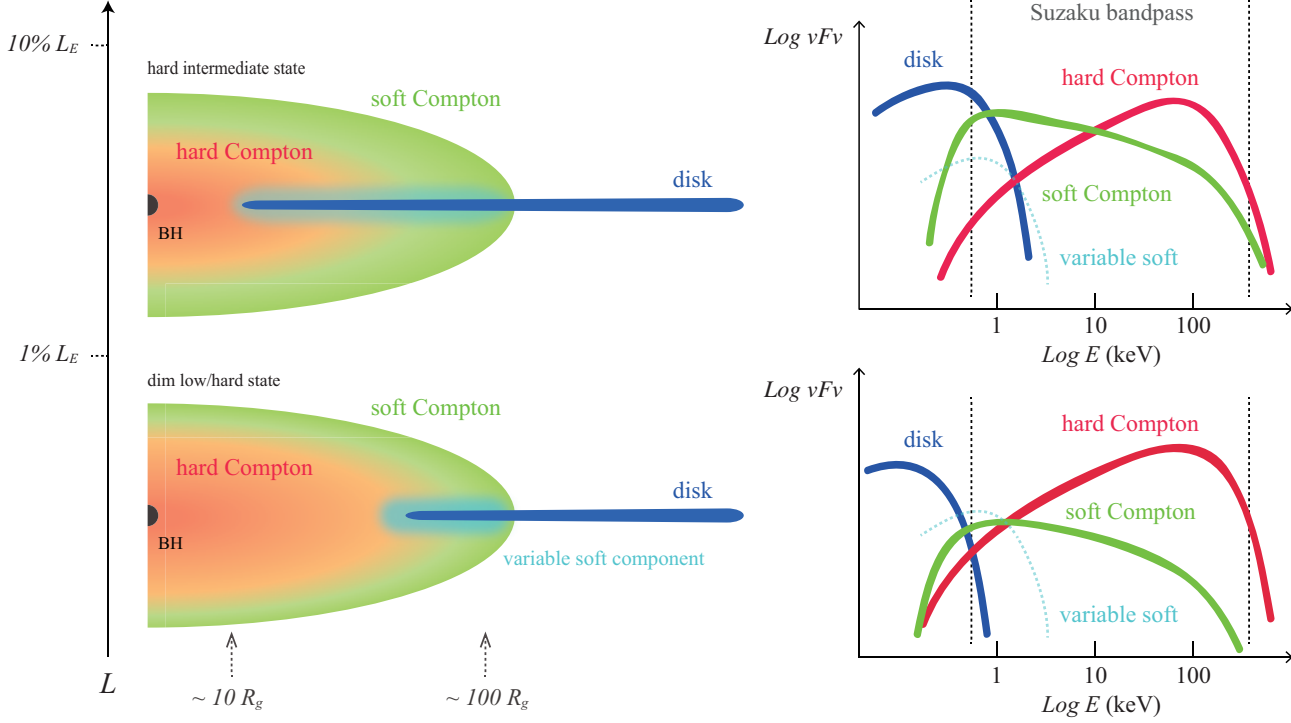 10% L_E
hard intermediate state
soft Compton
hard Compton
disk
BH
1% L_E
dim low/hard state
soft Compton
hard Compton
disk
BH
variable soft component
L
~ 10 R_g
~ 100 R_g
Suzaku bandpass
Log νFν
disk
hard Compton
soft Compton
variable soft
1 10 100
Log E (keV)
Log νFν
disk
hard Compton
soft Compton
variable soft
1 10 100
Log E (keV)